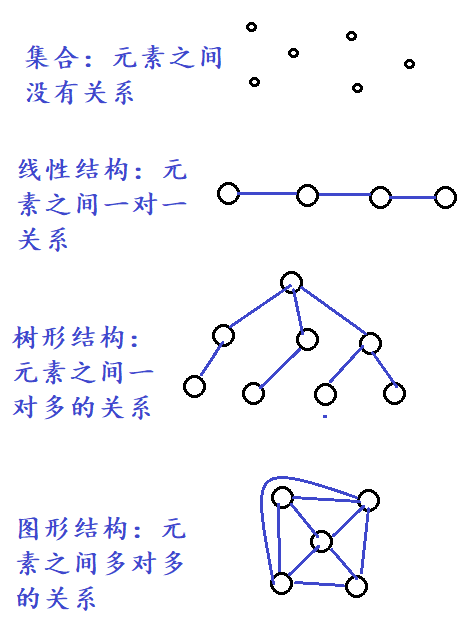 集合：元素之间
没有关系
线性结构：元
素之间一对一
关系
树形结构：
元素之间一
对多的关系
图形结构：元
素之间多对多
的关系